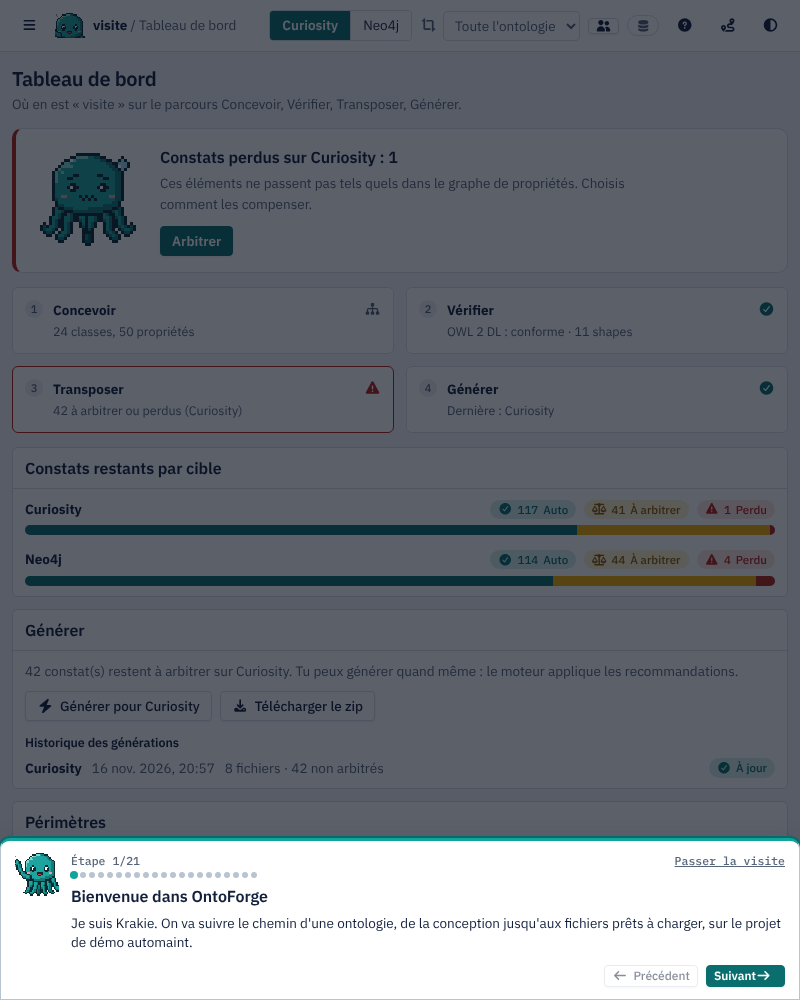 visite / Tableau de bord
Curiosity
Neo4j
Toute l'ontologie
Tableau de bord
Où en est « visite » sur le parcours Concevoir, Vérifier, Transposer, Générer.
Constats perdus sur Curiosity : 1
Ces éléments ne passent pas tels quels dans le graphe de propriétés. Choisis
comment les compenser.
Arbitrer
1 Concevoir
24 classes, 50 propriétés
2 Vérifier
OWL 2 DL : conforme · 11 shapes
3 Transposer
42 à arbitrer ou perdus (Curiosity)
4 Générer
Dernière : Curiosity
Constats restants par cible
Curiosity 117 Auto 41 À arbitrer 1 Perdu
Neo4j 114 Auto 44 À arbitrer 4 Perdu
Générer
42 constat(s) restent à arbitrer sur Curiosity. Tu peux générer quand même : le moteur applique les recommandations.
Générer pour Curiosity
Télécharger le zip
Historique des générations
Curiosity 16 nov. 2026, 20:57 8 fichiers · 42 non arbitrés À jour
Périmètres
Étape 1/21
Passer la visite
Bienvenue dans OntoForge
Je suis Krakie. On va suivre le chemin d'une ontologie, de la conception jusqu'aux fichiers prêts à charger, sur le projet
de démo automaint.
Précédent
Suivant